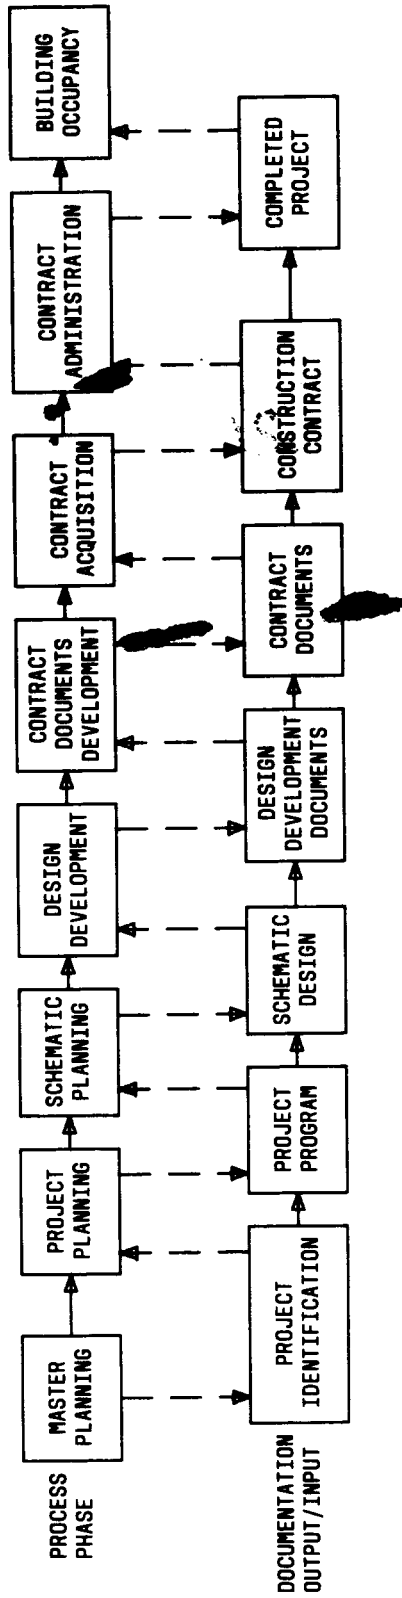 PROCESS
PHASE
MASTER
PLANNING
PROJECT
PLANNING
SCHEMATIC
PLANNING
DESIGN
DEVELOPMENT
CONTRACT
DOCUMENTS
DEVELOPMENT
CONTRACT
ACQUISITION
CONTRACT
ADMINISTRATION
BUILDING
OCCUPANCY
DOCUMENTATION
OUTPUT/INPUT
PROJECT
IDENTIFICATION
PROJECT
PROGRAM
SCHEMATIC
DESIGN
DESIGN
DEVELOPMENT
DOCUMENTS
CONTRACT
DOCUMENTS
CONSTRUCTION
CONTRACT
COMPLETED
PROJECT